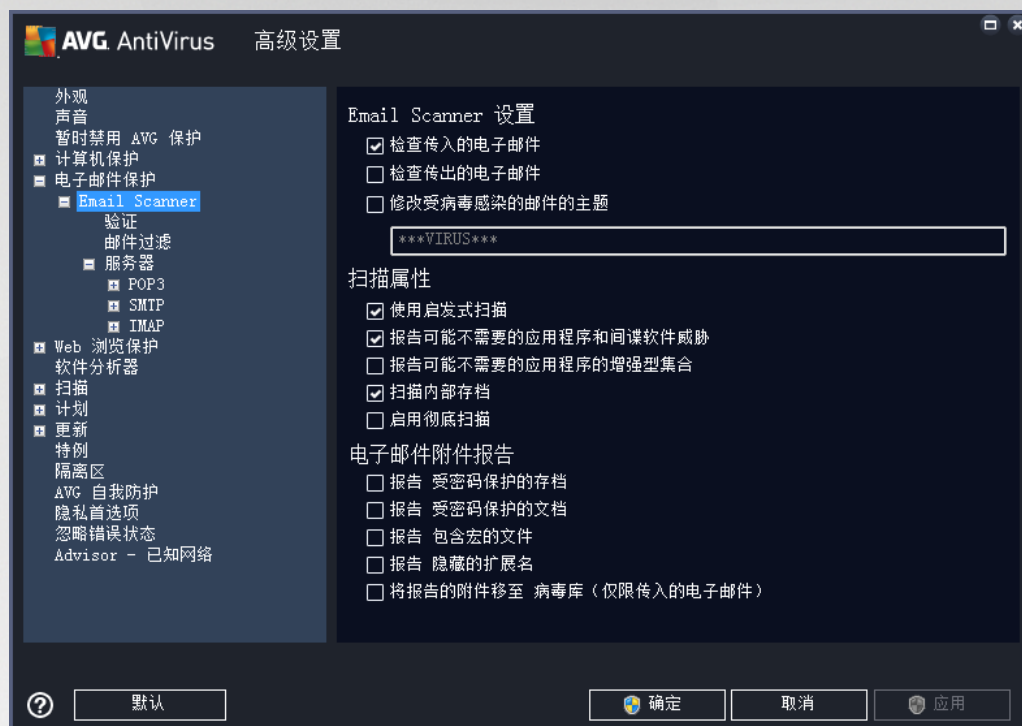 AVG. AntiVirus 高级设置
外观
声音
暂时禁用 AVG 保护
计算机保护
电子邮件保护
Email Scanner
验证
邮件过滤
服务器
POP3
SMTP
IMAP
Web 浏览保护
软件分析器
扫描
计划
更新
特例
隔离区
AVG 自我防护
隐私首选项
忽略错误状态
Advisor - 已知网络
Email Scanner 设置
检查传入的电子邮件
检查传出的电子邮件
修改受病毒感染的邮件的主题
***VIRUS***
扫描属性
使用启发式扫描
报告可能不需要的应用程序和间谍软件威胁
报告可能不需要的应用程序的增强型集合
扫描内部存档
启用彻底扫描
电子邮件附件报告
报告 受密码保护的存档
报告 受密码保护的文档
报告 包含宏的文件
报告 隐藏的扩展名
将报告的附件移至 病毒库（仅限传入的电子邮件）
默认
确定
取消
应用